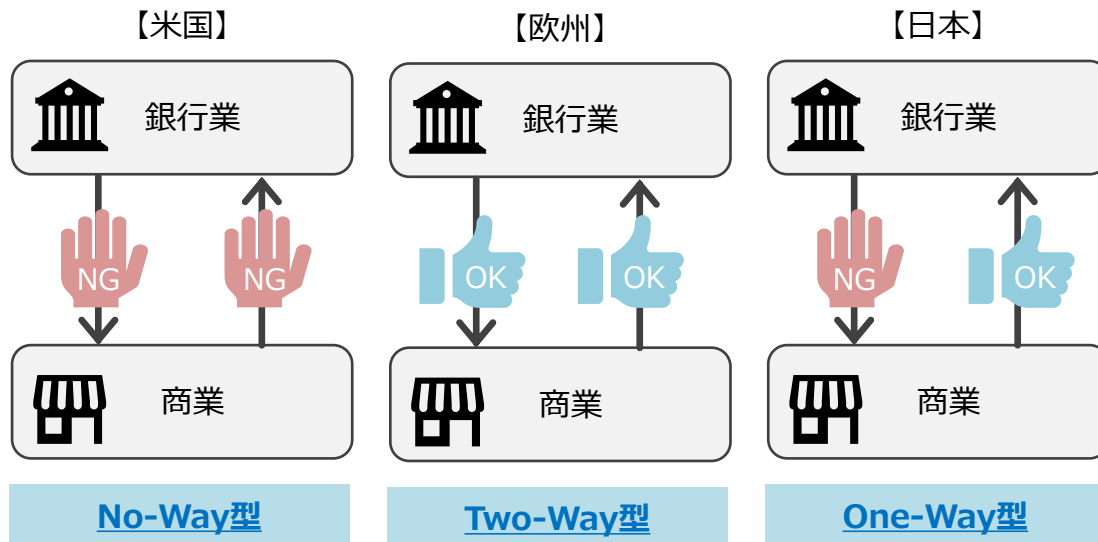 【米国】
銀行業
NG
NG
商業
No-Way型
【欧州】
銀行業
OK
OK
商業
Two-Way型
【日本】
銀行業
NG
OK
商業
One-Way型